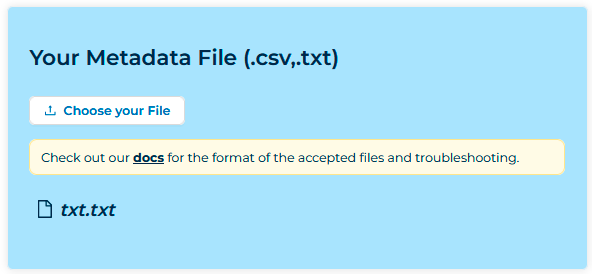 Your Metadata File (.csv,.txt)
Choose your File
Check out our docs for the format of the accepted files and troubleshooting.
txt.txt